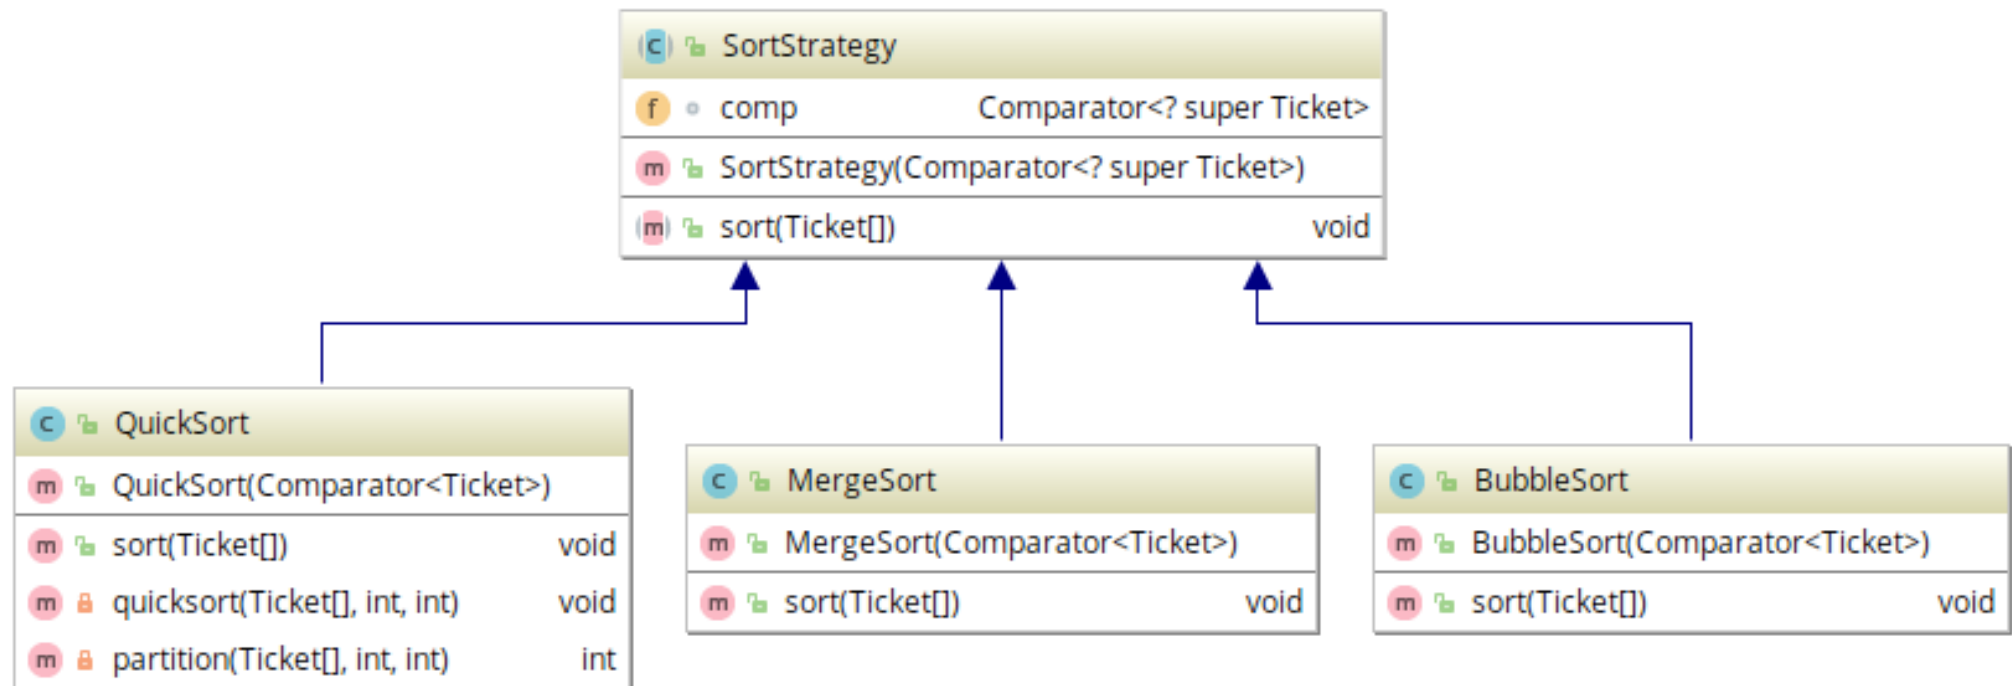 c SortStrategy
f comp Comparator<? super Ticket>
m SortStrategy(Comparator<? super Ticket>)
m sort(Ticket[]) void
c QuickSort
m QuickSort(Comparator<Ticket>)
m sort(Ticket[]) void
m quicksort(Ticket[], int, int) void
m partition(Ticket[], int, int) int
c MergeSort
m MergeSort(Comparator<Ticket>)
m sort(Ticket[]) void
c BubbleSort
m BubbleSort(Comparator<Ticket>)
m sort(Ticket[]) void